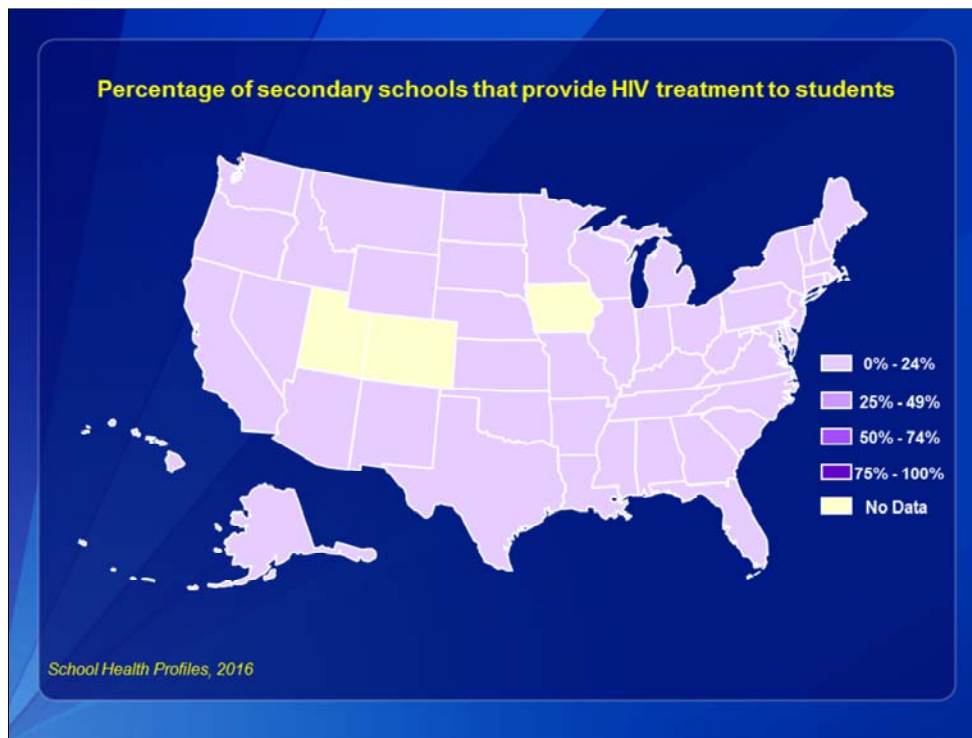 Percentage of secondary schools that provide HIV treatment to students
0% - 24%
25% - 49%
50% - 74%
75% - 100%
No Data
School Health Profiles, 2016